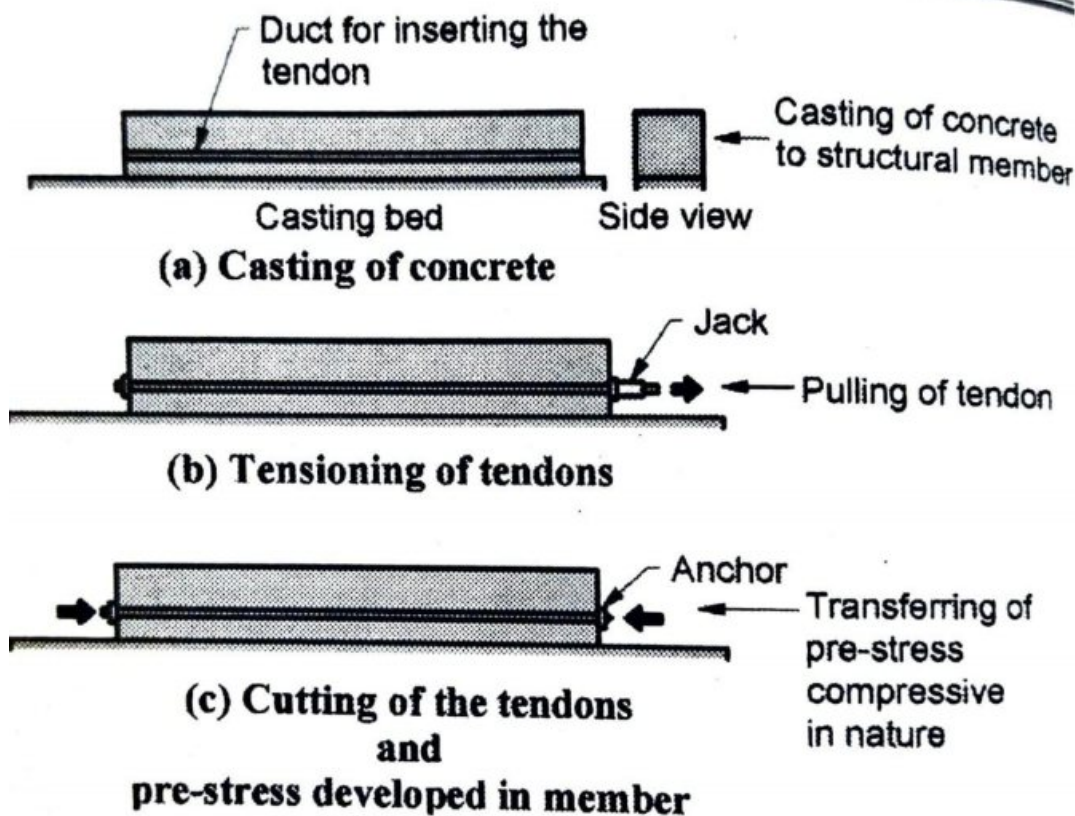 Duct for inserting the
tendon
Casting of concrete
to structural member
Casting bed
Side view
(a) Casting of concrete
Jack
Pulling of tendon
(b) Tensioning of tendons
Anchor
Transferring of
pre-stress
compressive
in nature
(c) Cutting of the tendons
and
pre-stress developed in member